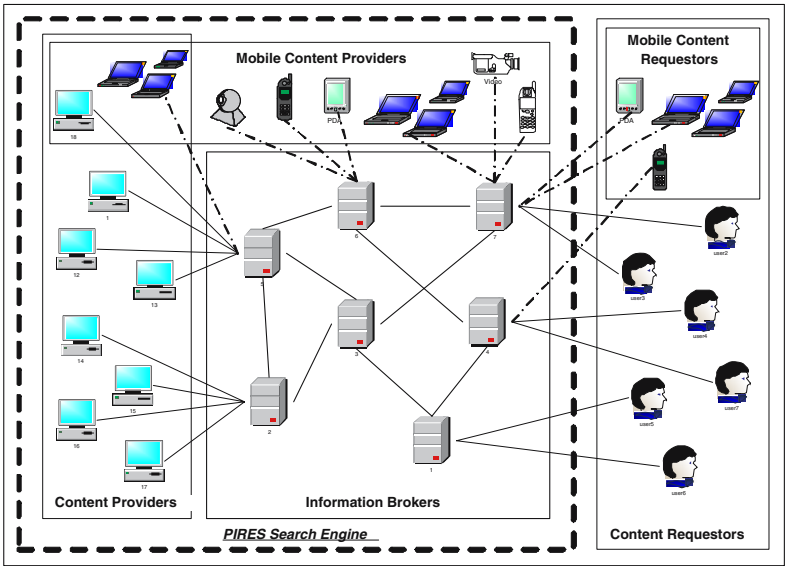 Mobile Content Providers
Mobile Content
Requestors
Video
PDA
PDA
18
1
12
13
14
15
16
17
5
6
7
3
4
2
1
user2
user3
user4
user7
user5
user6
Content Providers
Information Brokers
PIRES Search Engine
Content Requestors